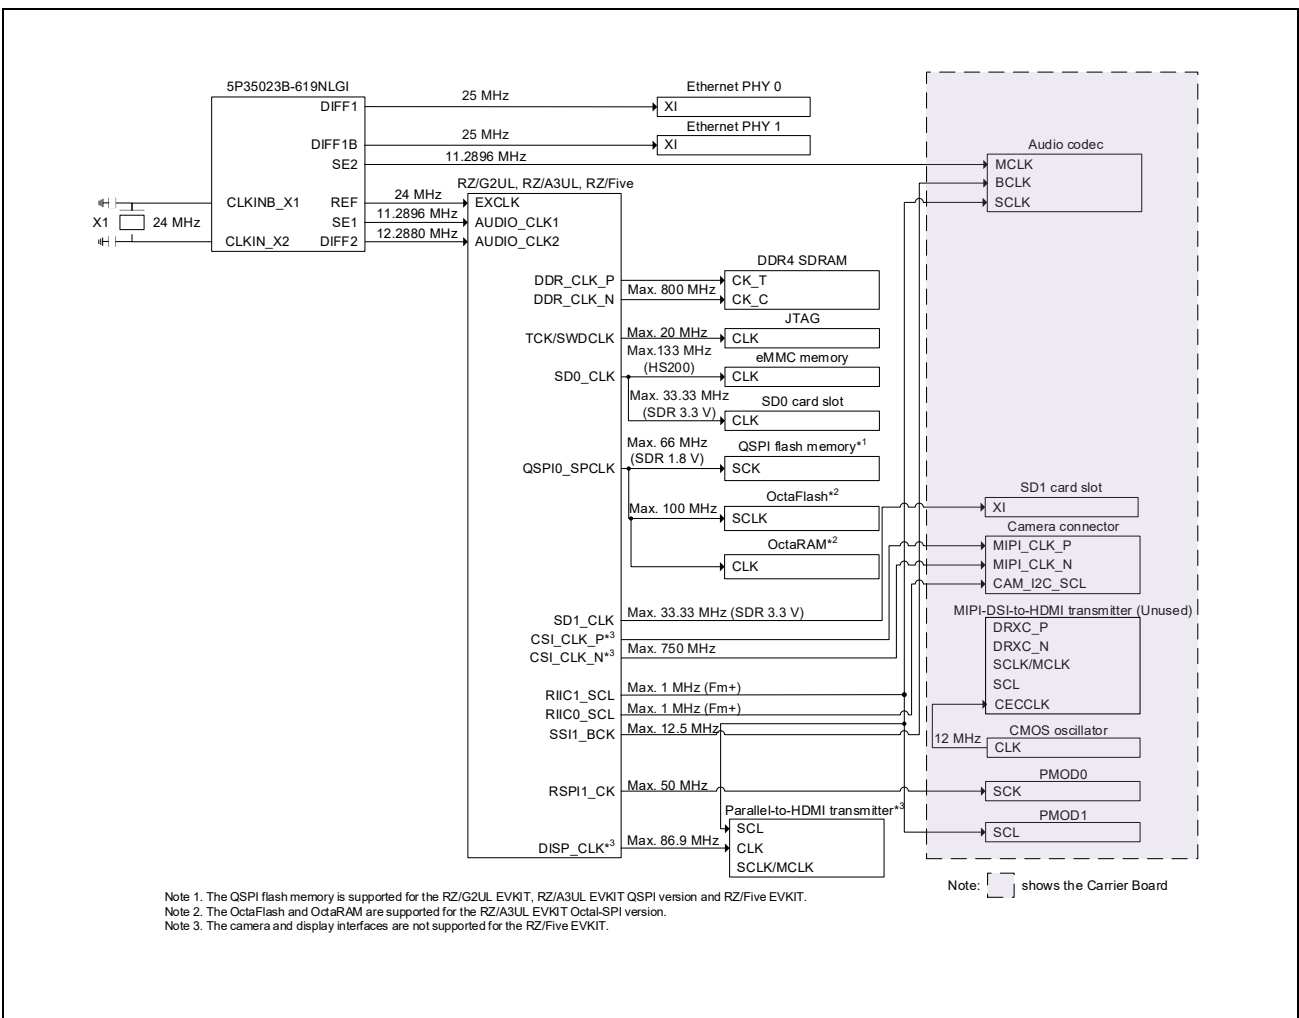 5P35023B-619NLGI
DIFF1
DIFF1B
SE2
CLKINB_X1
REF
SE1
CLKIN_X2
DIFF2
X1
24 MHz
25 MHz
Ethernet PHY 0
XI
25 MHz
Ethernet PHY 1
XI
11.2896 MHz
Audio codec
MCLK
BCLK
SCLK
RZ/G2UL, RZ/A3UL, RZ/Five
24 MHz
EXCLK
11.2896 MHz
AUDIO_CLK1
12.2880 MHz
AUDIO_CLK2
DDR4 SDRAM
DDR_CLK_P
CK_T
Max. 800 MHz
DDR_CLK_N
CK_C
JTAG
TCK/SWDCLK
Max. 20 MHz
CLK
Max.133 MHz
(HS200)
eMMC memory
SD0_CLK
CLK
Max. 33.33 MHz
(SDR 3.3 V)
SD0 card slot
CLK
Max. 66 MHz
(SDR 1.8 V)
QSPI flash memory*1
QSPI0_SPCLK
SCK
OctaFlash*2
Max. 100 MHz
SCLK
OctaRAM*2
CLK
SD1 card slot
XI
Camera connector
MIPI_CLK_P
MIPI_CLK_N
CAM_I2C_SCL
SD1_CLK
Max. 33.33 MHz (SDR 3.3 V)
CSI_CLK_P*3
CSI_CLK_N*3
Max. 750 MHz
MIPI-DSI-to-HDMI transmitter (Unused)
DRXC_P
DRXC_N
SCLK/MCLK
SCL
CECCLK
RIIC1_SCL
Max. 1 MHz (Fm+)
RIIC0_SCL
Max. 1 MHz (Fm+)
SSI1_BCK
Max. 12.5 MHz
CMOS oscillator
12 MHz
CLK
RSPI1_CK
Max. 50 MHz
PMOD0
SCK
PMOD1
SCL
Parallel-to-HDMI transmitter*3
SCL
DISP_CLK*3
Max. 86.9 MHz
CLK
SCLK/MCLK
Note: shows the Carrier Board
Note 1. The QSPI flash memory is supported for the RZ/G2UL EVKIT, RZ/A3UL EVKIT QSPI version and RZ/Five EVKIT.
Note 2. The OctaFlash and OctaRAM are supported for the RZ/A3UL EVKIT Octal-SPI version.
Note 3. The camera and display interfaces are not supported for the RZ/Five EVKIT.